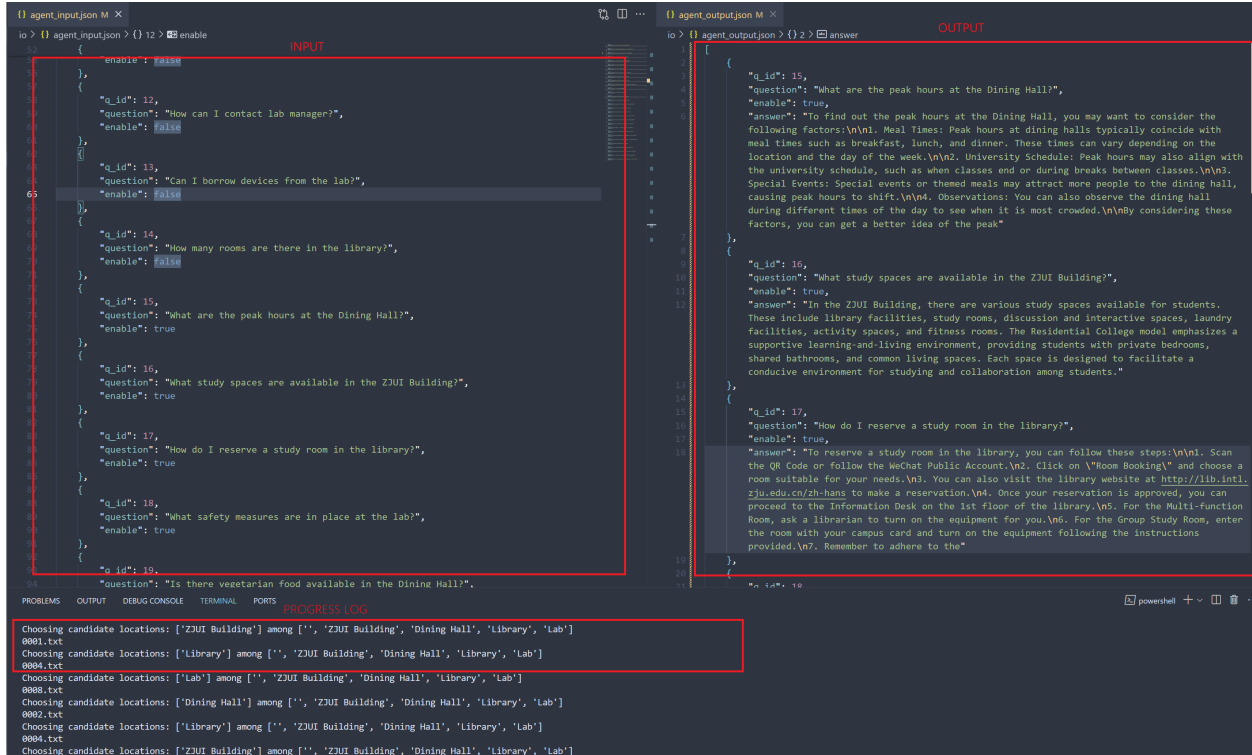 {} agent_input.json M ×
io > {} agent_input.json > {} 12 > enable
INPUT
52 {
"enable": false
},
{
"q_id": 12,
"question": "How can I contact lab manager?",
"enable": false
},
{
"q_id": 13,
"question": "Can I borrow devices from the lab?",
65 "enable": false
},
{
"q_id": 14,
"question": "How many rooms are there in the library?",
"enable": false
},
{
"q_id": 15,
"question": "What are the peak hours at the Dining Hall?",
"enable": true
},
{
"q_id": 16,
"question": "What study spaces are available in the ZJUI Building?",
"enable": true
},
{
"q_id": 17,
"question": "How do I reserve a study room in the library?",
"enable": true
},
{
"q_id": 18,
"question": "What safety measures are in place at the lab?",
"enable": true
},
{
"q_id": 19,
94 "question": "Is there vegetarian food available in the Dining Hall?",
{} agent_output.json M ×
io > {} agent_output.json > {} 2 > answer
OUTPUT
1 [
2 {
3 "q_id": 15,
4 "question": "What are the peak hours at the Dining Hall?",
5 "enable": true,
6 "answer": "To find out the peak hours at the Dining Hall, you may want to consider the
following factors:\n\n1. Meal Times: Peak hours at dining halls typically coincide with
meal times such as breakfast, lunch, and dinner. These times can vary depending on the
location and the day of the week.\n\n2. University Schedule: Peak hours may also align with
the university schedule, such as when classes end or during breaks between classes.\n\n3.
Special Events: Special events or themed meals may attract more people to the dining hall,
causing peak hours to shift.\n\n4. Observations: You can also observe the dining hall
during different times of the day to see when it is most crowded.\n\nBy considering these
factors, you can get a better idea of the peak"
7 },
8 {
9 "q_id": 16,
10 "question": "What study spaces are available in the ZJUI Building?",
11 "enable": true,
12 "answer": "In the ZJUI Building, there are various study spaces available for students.
These include library facilities, study rooms, discussion and interactive spaces, laundry
facilities, activity spaces, and fitness rooms. The Residential College model emphasizes a
supportive learning-and-living environment, providing students with private bedrooms,
shared bathrooms, and common living spaces. Each space is designed to facilitate a
conducive environment for studying and collaboration among students."
13 },
14 {
15 "q_id": 17,
16 "question": "How do I reserve a study room in the library?",
17 "enable": true,
18 "answer": "To reserve a study room in the library, you can follow these steps:\n\n1. Scan
the QR Code or follow the WeChat Public Account.\n2. Click on \"Room Booking\" and choose a
room suitable for your needs.\n3. You can also visit the library website at http://lib.intl.
zju.edu.cn/zh-hans to make a reservation.\n4. Once your reservation is approved, you can
proceed to the Information Desk on the 1st floor of the library.\n5. For the Multi-function
Room, ask a librarian to turn on the equipment for you.\n6. For the Group Study Room, enter
the room with your campus card and turn on the equipment following the instructions
provided.\n7. Remember to adhere to the"
19 },
20 {
21 "q_id": 18,
PROBLEMS OUTPUT DEBUG CONSOLE TERMINAL PORTS
powershell
PROGRESS LOG
Choosing candidate locations: ['ZJUI Building'] among ['', 'ZJUI Building', 'Dining Hall', 'Library', 'Lab']
0001.txt
Choosing candidate locations: ['Library'] among ['', 'ZJUI Building', 'Dining Hall', 'Library', 'Lab']
0004.txt
Choosing candidate locations: ['Lab'] among ['', 'ZJUI Building', 'Dining Hall', 'Library', 'Lab']
0008.txt
Choosing candidate locations: ['Dining Hall'] among ['', 'ZJUI Building', 'Dining Hall', 'Library', 'Lab']
0002.txt
Choosing candidate locations: ['Library'] among ['', 'ZJUI Building', 'Dining Hall', 'Library', 'Lab']
0004.txt
Choosing candidate locations: ['ZJUI Building'] among ['', 'ZJUI Building', 'Dining Hall', 'Library', 'Lab']